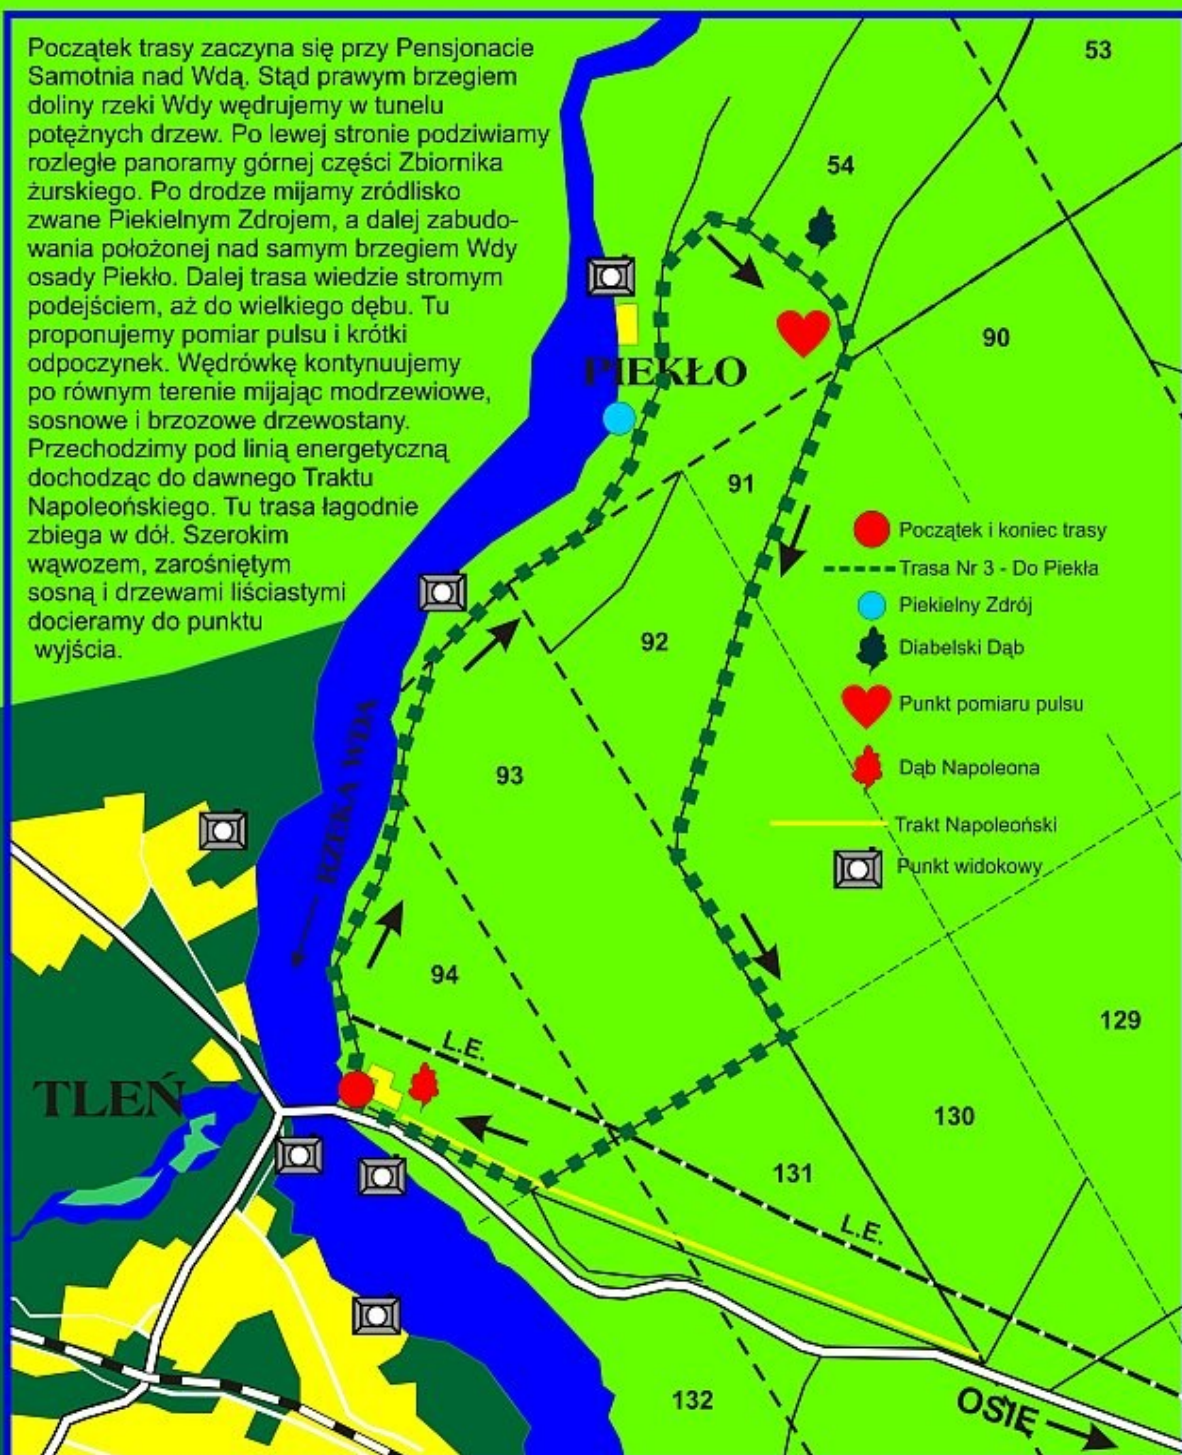 Początek trasy zaczyna się przy Pensjonacie
Samotnia nad Wdą. Stąd prawym brzegiem
doliny rzeki Wdy wędrujemy w tunelu
potężnych drzew. Po lewej stronie podziwiamy
rozległe panoramy górnej części Zbiornika
żurskiego. Po drodze mijamy zródlisko
zwane Piekielnym Zdrojem, a dalej zabudo-
wania położonej nad samym brzegiem Wdy
osady Piekło. Dalej trasa wiedzie stromym
podejściem, aż do wielkiego dębu. Tu
proponujemy pomiar pulsu i krótki
odpoczynek. Wędrówkę kontynuujemy
po równym terenie mijając modrzewiowe,
sosnowe i brzozowe drzewostany.
Przechodzimy pod linią energetyczną
dochodząc do dawnego Traktu
Napoleońskiego. Tu trasa łagodnie
zbiega w dół. Szerokim
wąwozem, zarośniętym
sosną i drzewami liściastymi
docieramy do punktu
wyjścia.
53
54
90
PIEKŁO
91
Początek i koniec trasy
Trasa Nr 3 - Do Piekła
Piekielny Zdrój
Diabelski Dąb
Punkt pomiaru pulsu
Dąb Napoleona
Trakt Napoleoński
Punkt widokowy
92
93
RZEKA WDA
94
L.E.
129
TLEŃ
130
131
L.E.
132
OSIE